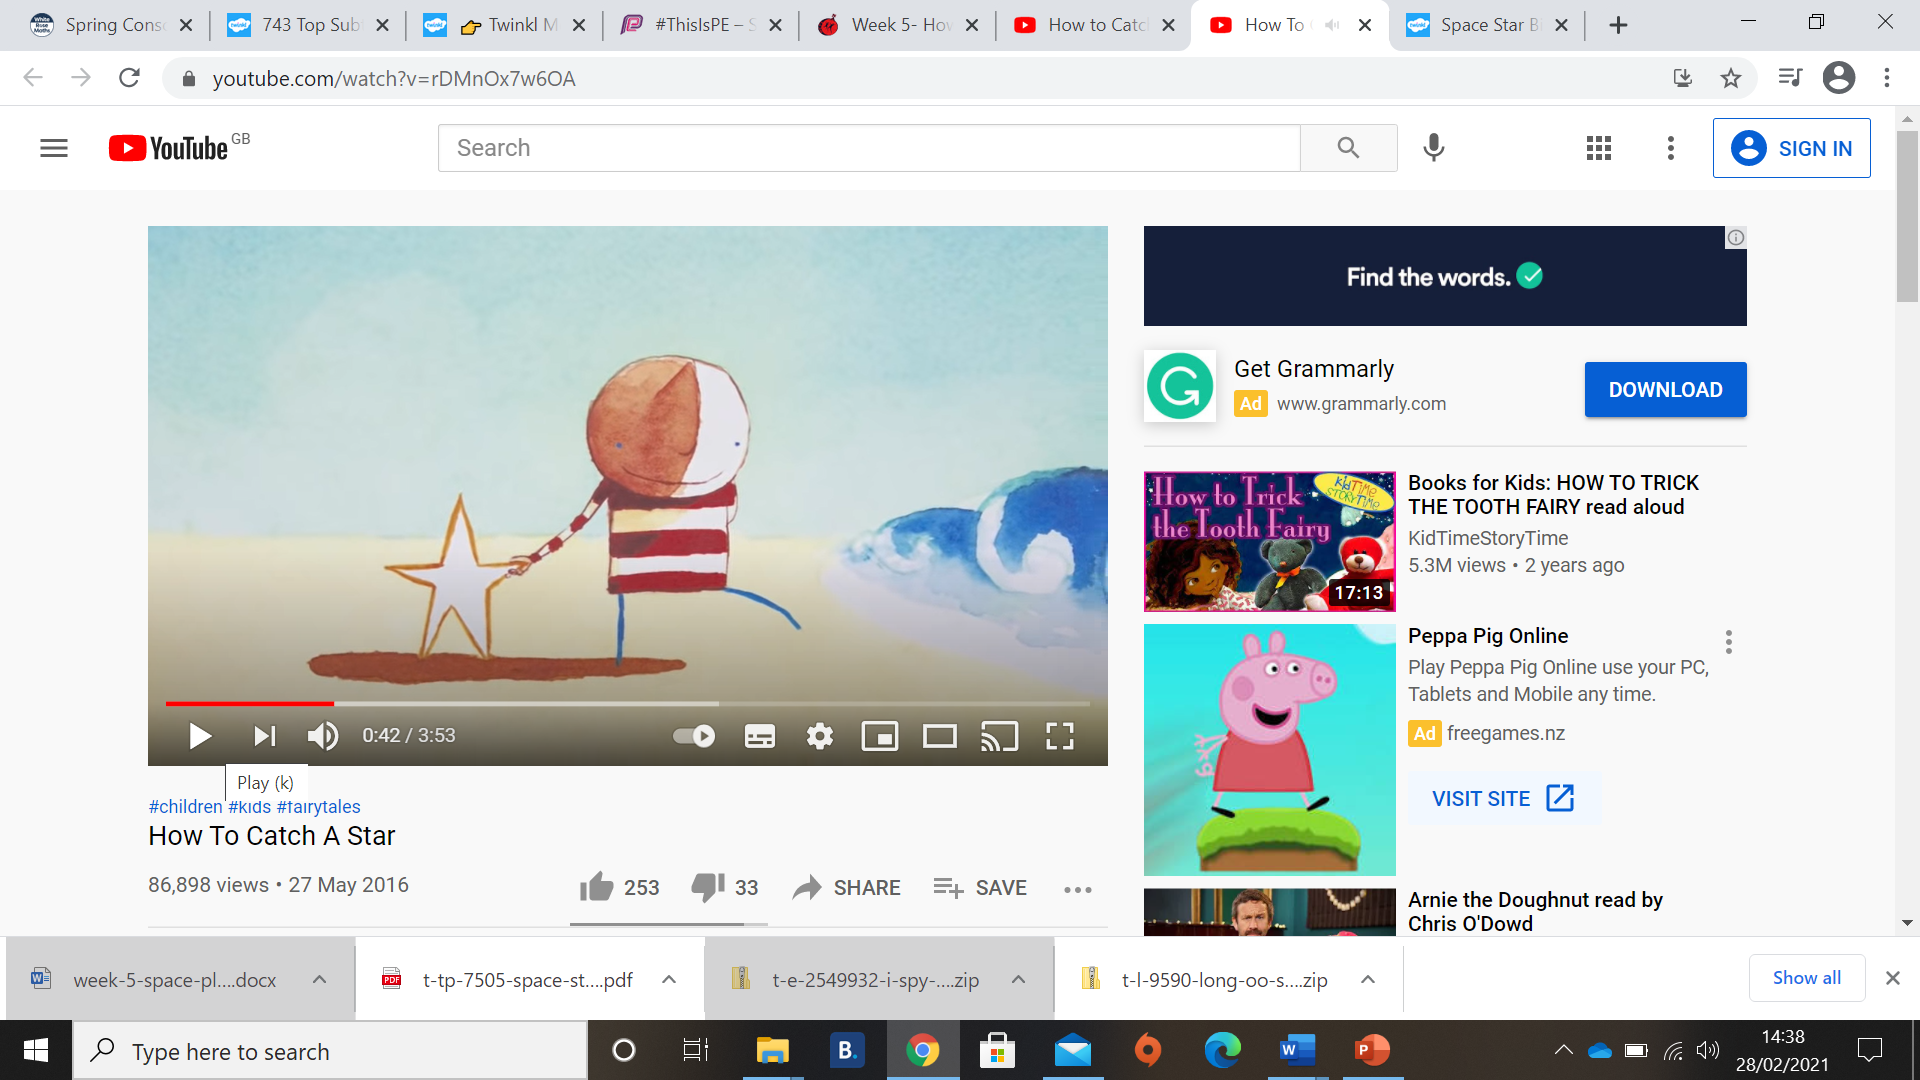 Spring Cons
743 Top Sub
Twinkl M
#ThisIsPE – S
Week 5- How
How to Catc
How To
Space Star B
youtube.com/watch?v=rDMnOx7w6OA
YouTube GB
Search
SIGN IN
Find the words.
Get Grammarly
Ad www.grammarly.com
DOWNLOAD
How to Trick
the Tooth Fairy
KidTime
STORYTIME
17:13
Books for Kids: HOW TO TRICK
THE TOOTH FAIRY read aloud
KidTimeStoryTime
5.3M views • 2 years ago
Peppa Pig Online
Play Peppa Pig Online use your PC,
Tablets and Mobile any time.
Ad freegames.nz
VISIT SITE
Arnie the Doughnut read by
Chris O'Dowd
0:42 / 3:53
Play (k)
#children #kids #fairytales
How To Catch A Star
86,898 views • 27 May 2016
253
33
SHARE
SAVE
week-5-space-pl....docx
t-tp-7505-space-st....pdf
t-e-2549932-i-spy-....zip
t-l-9590-long-oo-s....zip
Show all
Type here to search
14:38
28/02/2021